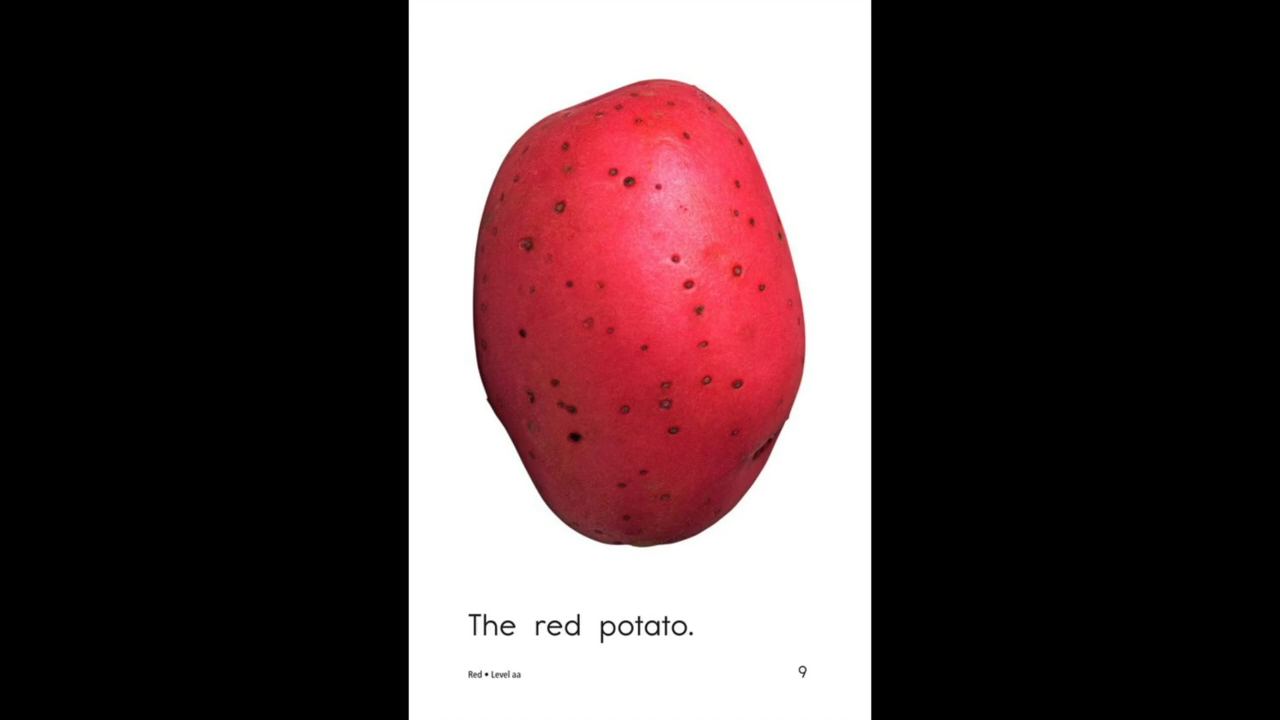 The red potato.
Red • Level aa
9